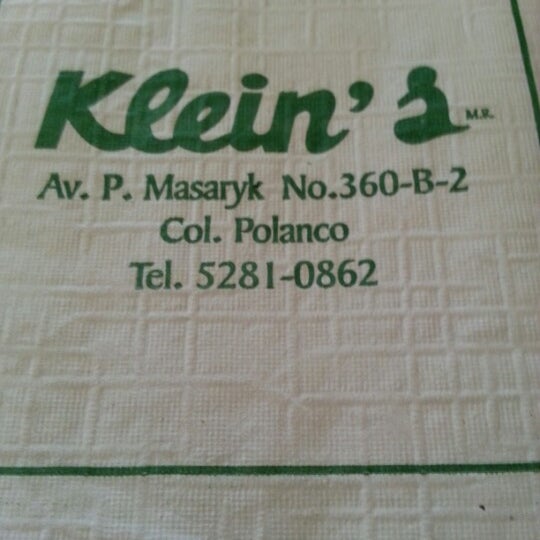 Klein's M.R.
Av. P. Masaryk No.360-B-2
Col. Polanco
Tel. 5281-0862